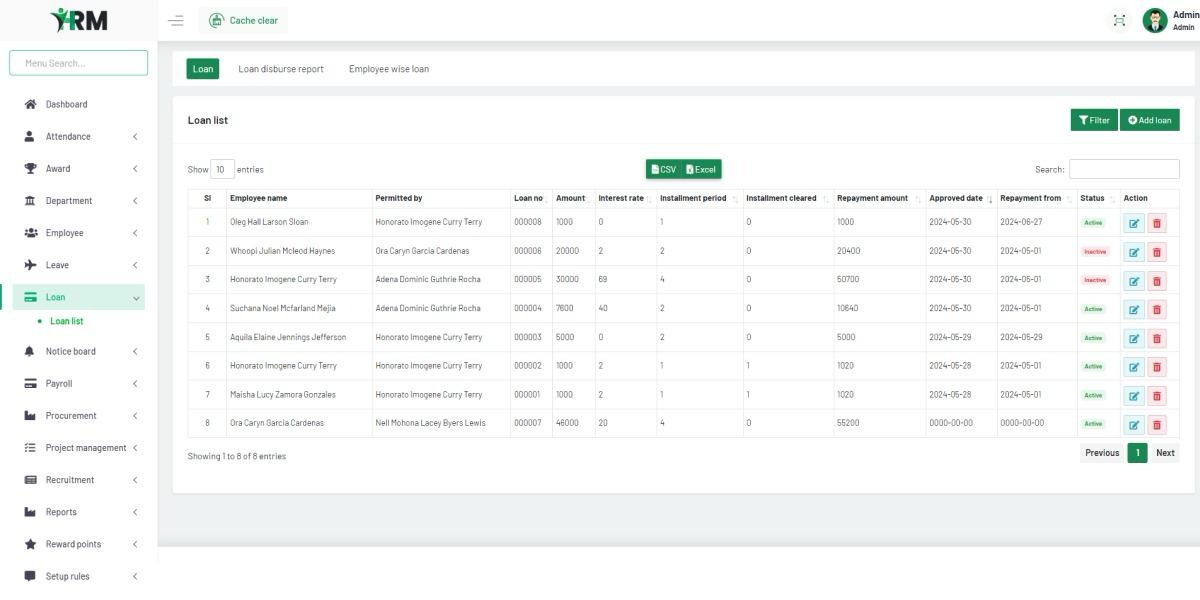 HRM
Cache clear
Admin
Admin
Menu Search...
Dashboard
Attendance
Award
Department
Employee
Leave
Loan
Loan list
Notice board
Payroll
Procurement
Project management
Recruitment
Reports
Reward points
Setup rules
Loan Loan disburse report Employee wise loan
Loan list
Filter Add loan
Show 10 entries
CSV Excel
Search:
Sl Employee name Permitted by Loan no Amount Interest rate Installment period Installment cleared Repayment amount Approved date Repayment from Status Action
1 Oleg Hall Larson Sloan Honorato Imogene Curry Terry 000008 1000 0 1 0 1000 2024-05-30 2024-06-27 Active
2 Whoopi Julian Mcleod Haynes Ora Caryn Garcia Cardenas 000006 20000 2 2 0 20400 2024-05-30 2024-05-01 Inactive
3 Honorato Imogene Curry Terry Adena Dominic Guthrie Rocha 000005 30000 69 4 0 50700 2024-05-30 2024-05-01 Inactive
4 Suchana Noel Mcfarland Mejia Adena Dominic Guthrie Rocha 000004 7600 40 2 0 10640 2024-05-30 2024-05-01 Active
5 Aquila Elaine Jennings Jefferson Honorato Imogene Curry Terry 000003 5000 0 2 0 5000 2024-05-29 2024-05-29 Active
6 Honorato Imogene Curry Terry Honorato Imogene Curry Terry 000002 1000 2 1 1 1020 2024-05-28 2024-05-01 Active
7 Maisha Lucy Zamora Gonzales Honorato Imogene Curry Terry 000001 1000 2 1 1 1020 2024-05-28 2024-05-01 Active
8 Ora Caryn Garcia Cardenas Nell Mohona Lacey Byers Lewis 000007 46000 20 4 0 55200 0000-00-00 0000-00-00 Active
Showing 1 to 8 of 8 entries
Previous 1 Next